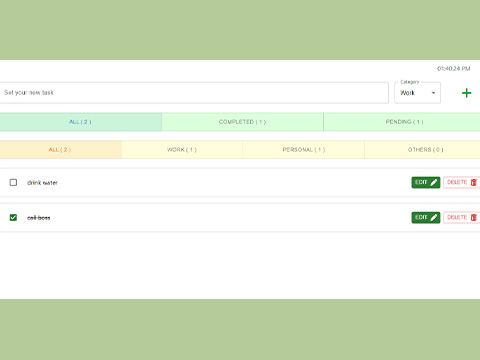 01:40:24 PM
Category
Set your new task
Work
ALL ( 2 )
COMPLETED ( 1 )
PENDING ( 1 )
ALL ( 2 )
WORK ( 1 )
PERSONAL ( 1 )
OTHERS ( 0 )
drink water
EDIT
DELETE
call boss
EDIT
DELETE